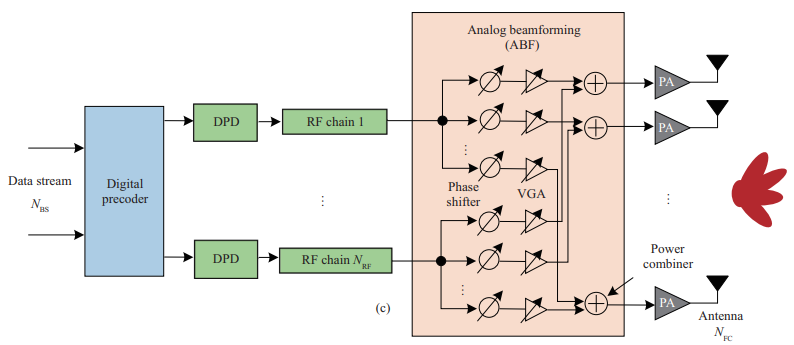 Analog beamforming
(ABF)
PA
DPD
RF chain 1
PA
Data stream
N_BS
Digital
precoder
⋮
⋮
Phase
shifter
VGA
⋮
DPD
RF chain N_RF
Power
combiner
⋮
(c)
PA
Antenna
N_FC